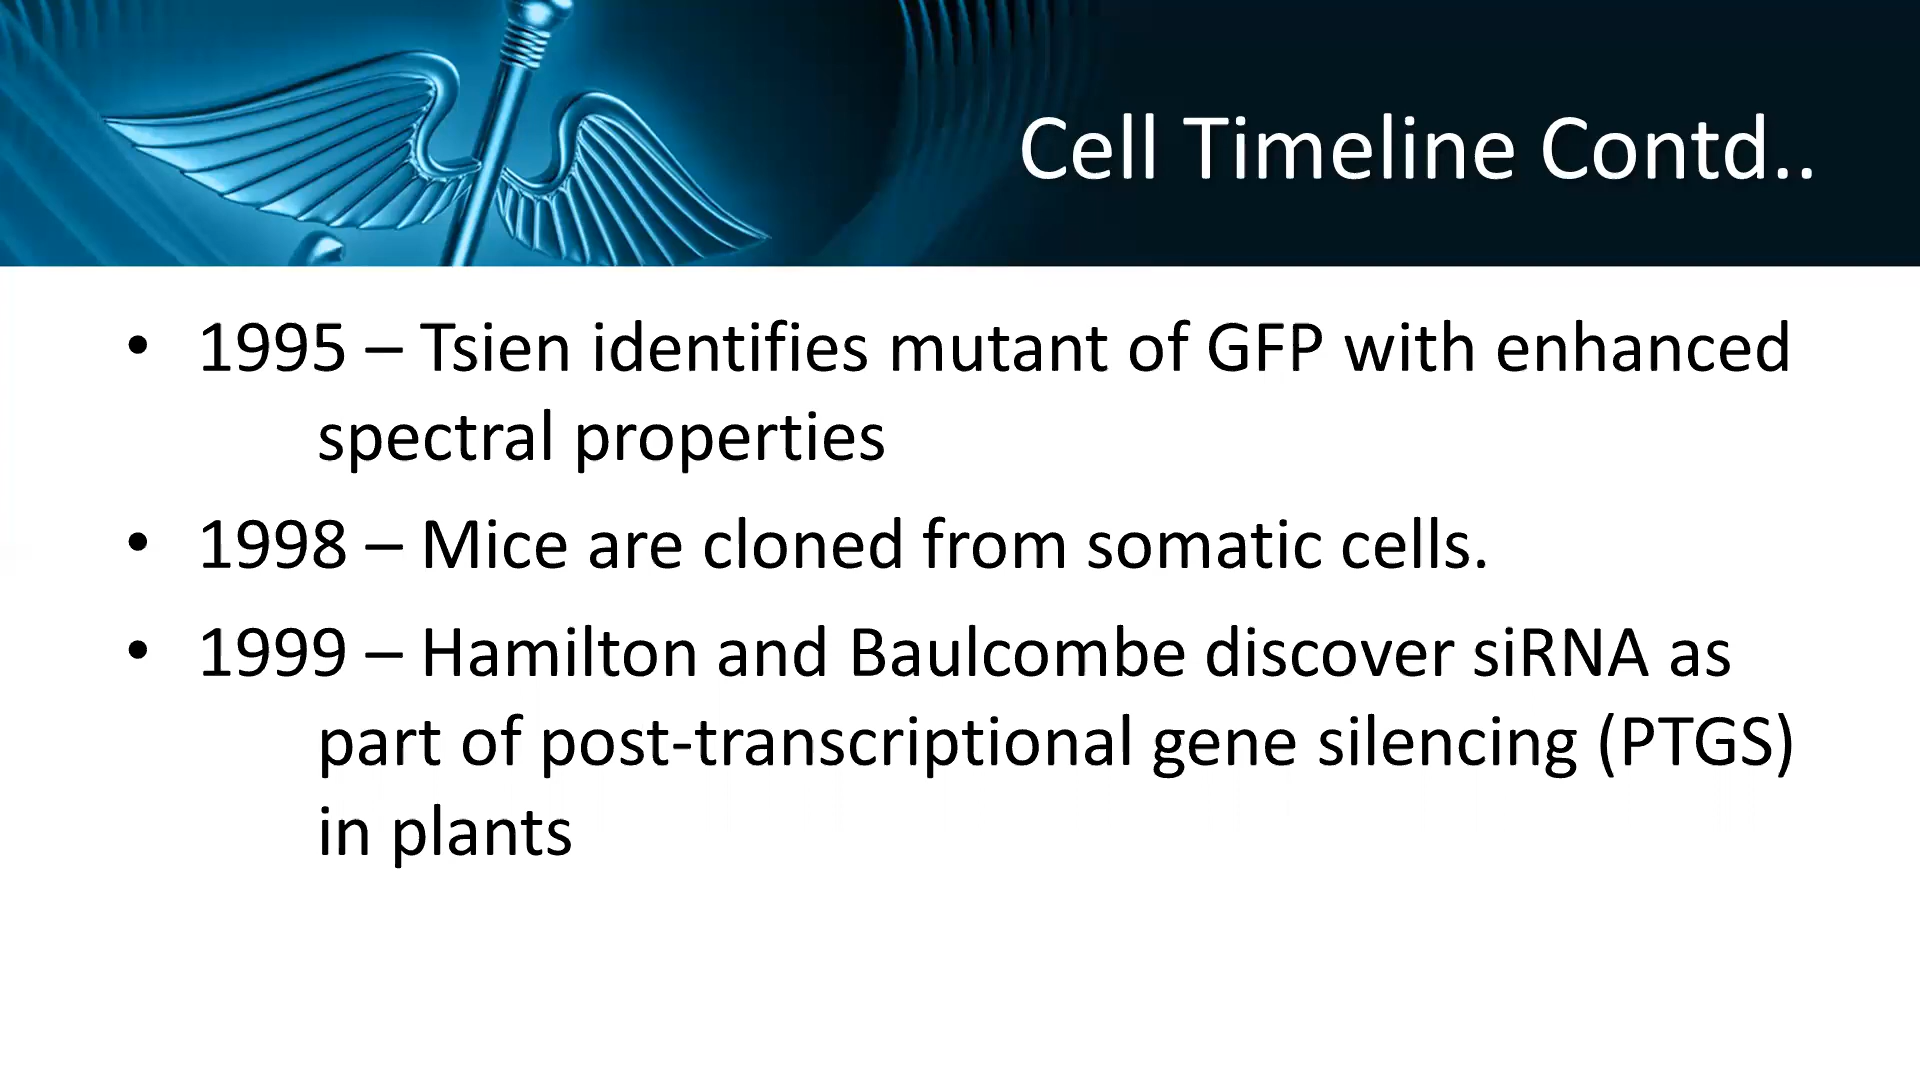 Cell Timeline Contd..
• 1995 – Tsien identifies mutant of GFP with enhanced
spectral properties
• 1998 – Mice are cloned from somatic cells.
• 1999 – Hamilton and Baulcombe discover siRNA as
part of post-transcriptional gene silencing (PTGS)
in plants